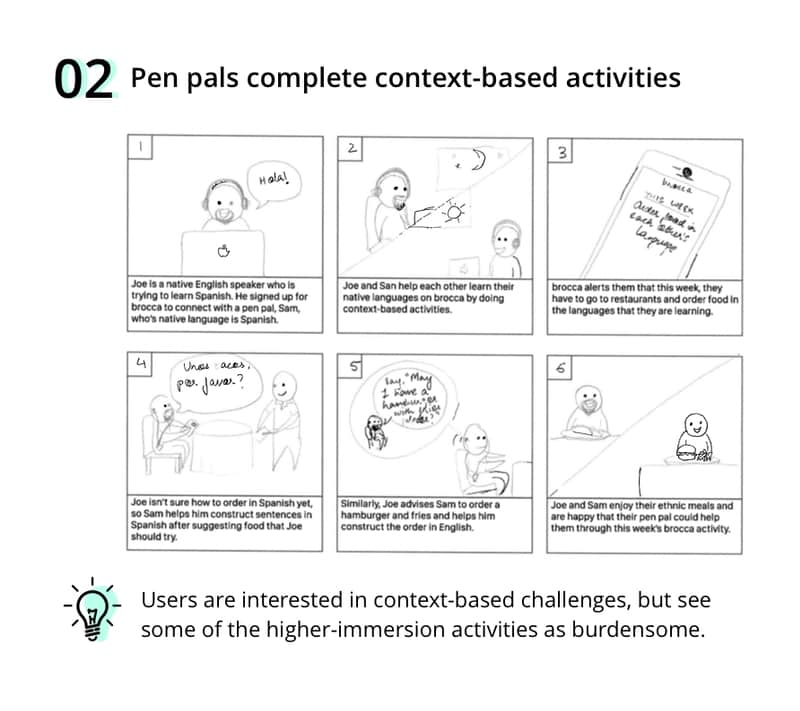 02 Pen pals complete context-based activities
1
Hola!
Joe is a native English speaker who is
trying to learn Spanish. He signed up for
brocca to connect with a pen pal, Sam,
who's native language is Spanish.
2
Joe and San help each other learn their
native languages on brocca by doing
context-based activities.
3
brocca
THIS WEEK
Order food in
each other's
language
brocca alerts them that this week, they
have to go to restaurants and order food in
the languages that they are learning.
4
por favor?
Joe isn't sure how to order in Spanish yet,
so Sam helps him construct sentences in
Spanish after suggesting food that Joe
should try.
5
Say, "May
I have a
hamburger
with fries
Similarly, Joe advises Sam to order a
hamburger and fries and helps him
construct the order in English.
6
Joe and Sam enjoy their ethnic meals and
are happy that their pen pal could help
them through this week's brocca activity.
Users are interested in context-based challenges, but see
some of the higher-immersion activities as burdensome.